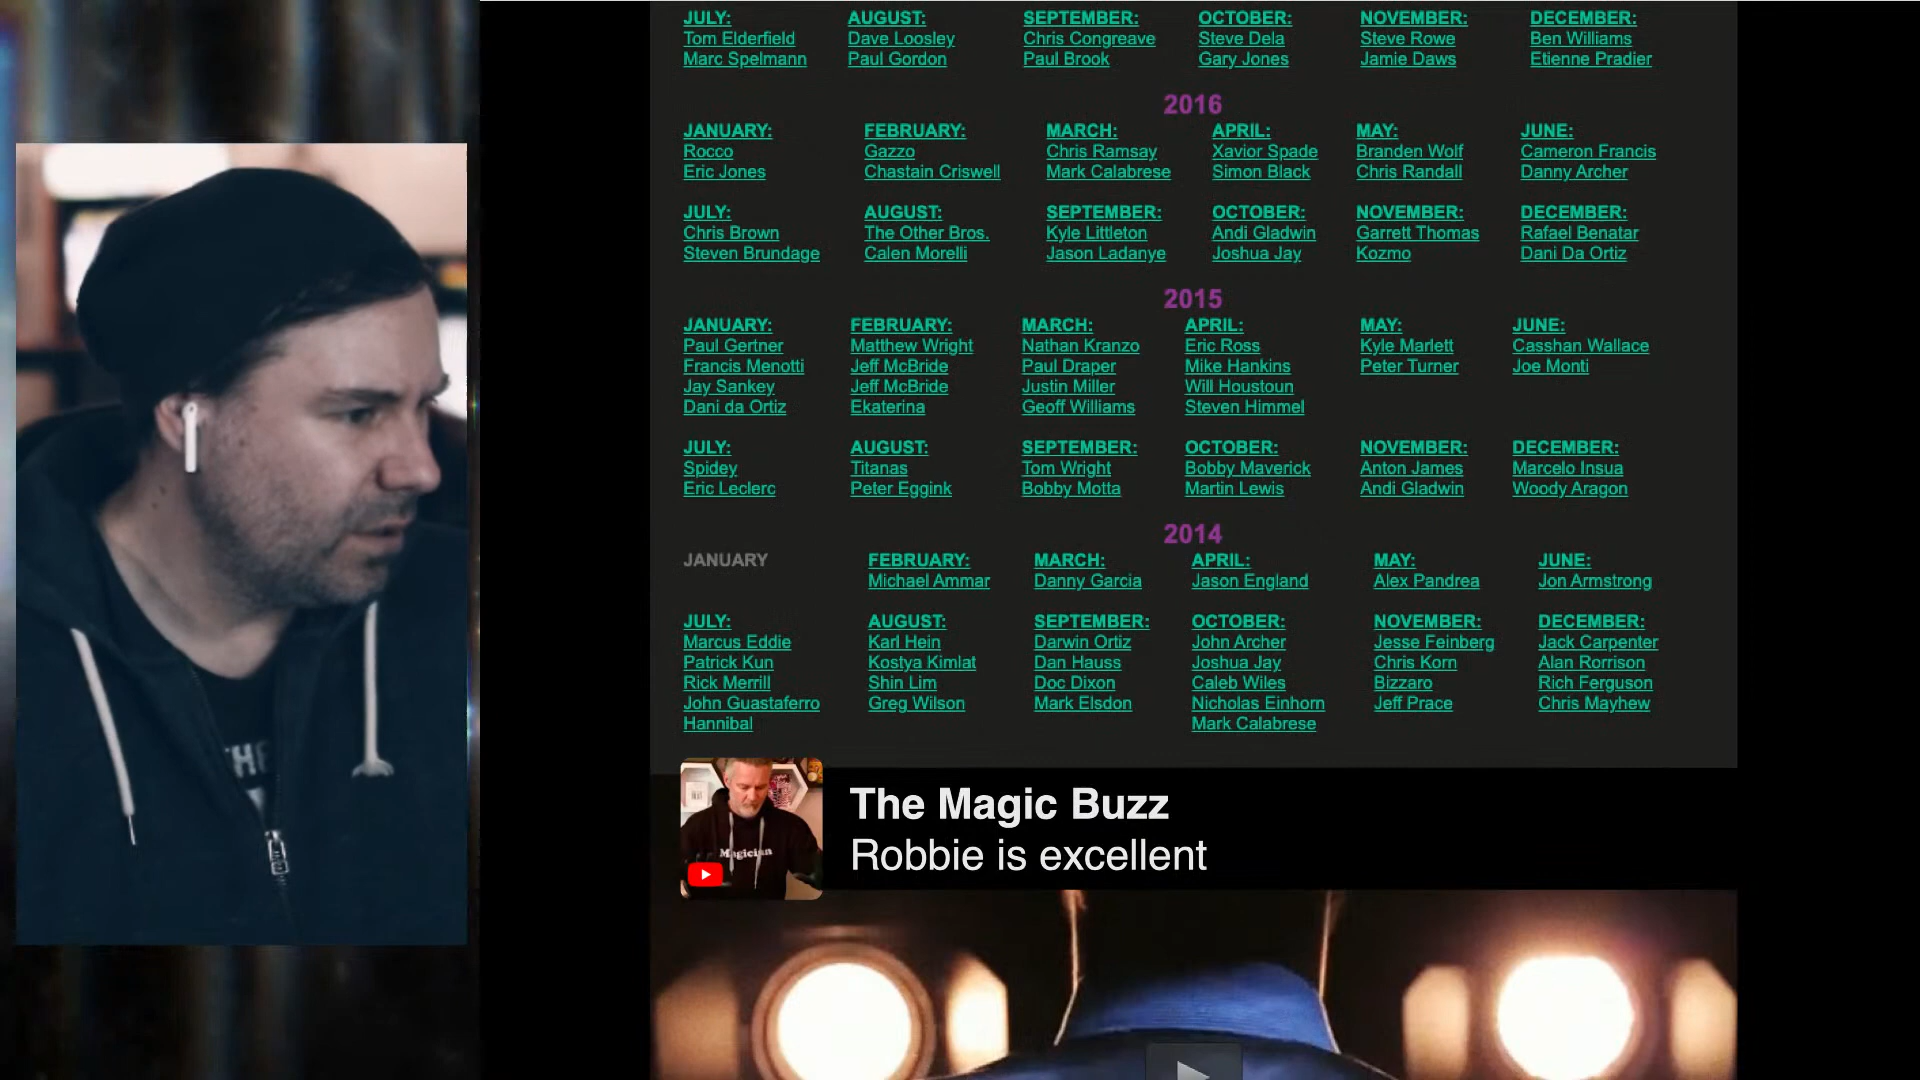 JULY: AUGUST: SEPTEMBER: OCTOBER: NOVEMBER: DECEMBER:
Tom Elderfield Dave Loosley Chris Congreave Steve Dela Steve Rowe Ben Williams
Marc Spelmann Paul Gordon Paul Brook Gary Jones Jamie Daws Etienne Pradier
2016
JANUARY: FEBRUARY: MARCH: APRIL: MAY: JUNE:
Rocco Gazzo Chris Ramsay Xavior Spade Branden Wolf Cameron Francis
Eric Jones Chastain Criswell Mark Calabrese Simon Black Chris Randall Danny Archer
JULY: AUGUST: SEPTEMBER: OCTOBER: NOVEMBER: DECEMBER:
Chris Brown The Other Bros. Kyle Littleton Andi Gladwin Garrett Thomas Rafael Benatar
Steven Brundage Calen Morelli Jason Ladanye Joshua Jay Kozmo Dani Da Ortiz
2015
JANUARY: FEBRUARY: MARCH: APRIL: MAY: JUNE:
Paul Gertner Matthew Wright Nathan Kranzo Eric Ross Kyle Marlett Casshan Wallace
Francis Menotti Jeff McBride Paul Draper Mike Hankins Peter Turner Joe Monti
Jay Sankey Jeff McBride Justin Miller Will Houstoun
Dani da Ortiz Ekaterina Geoff Williams Steven Himmel
JULY: AUGUST: SEPTEMBER: OCTOBER: NOVEMBER: DECEMBER:
Spidey Titanas Tom Wright Bobby Maverick Anton James Marcelo Insua
Eric Leclerc Peter Eggink Bobby Motta Martin Lewis Andi Gladwin Woody Aragon
2014
JANUARY FEBRUARY: MARCH: APRIL: MAY: JUNE:
Michael Ammar Danny Garcia Jason England Alex Pandrea Jon Armstrong
JULY: AUGUST: SEPTEMBER: OCTOBER: NOVEMBER: DECEMBER:
Marcus Eddie Karl Hein Darwin Ortiz John Archer Jesse Feinberg Jack Carpenter
Patrick Kun Kostya Kimlat Dan Hauss Joshua Jay Chris Korn Alan Rorrison
Rick Merrill Shin Lim Doc Dixon Caleb Wiles Bizzaro Rich Ferguson
John Guastaferro Greg Wilson Mark Elsdon Nicholas Einhorn Jeff Prace Chris Mayhew
Hannibal Mark Calabrese
The Magic Buzz
Robbie is excellent
Magician